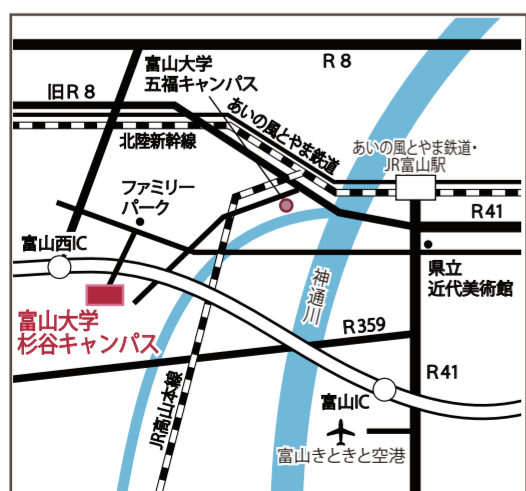 富山大学
五福キャンパス
R 8
旧R 8
あいの風とやま鉄道
北陸新幹線
あいの風とやま鉄道・
JR富山駅
ファミリー
パーク
R41
富山西IC
県立
近代美術館
神通川
富山大学
杉谷キャンパス
R359
JR高山本線
R41
富山IC
富山きときと空港